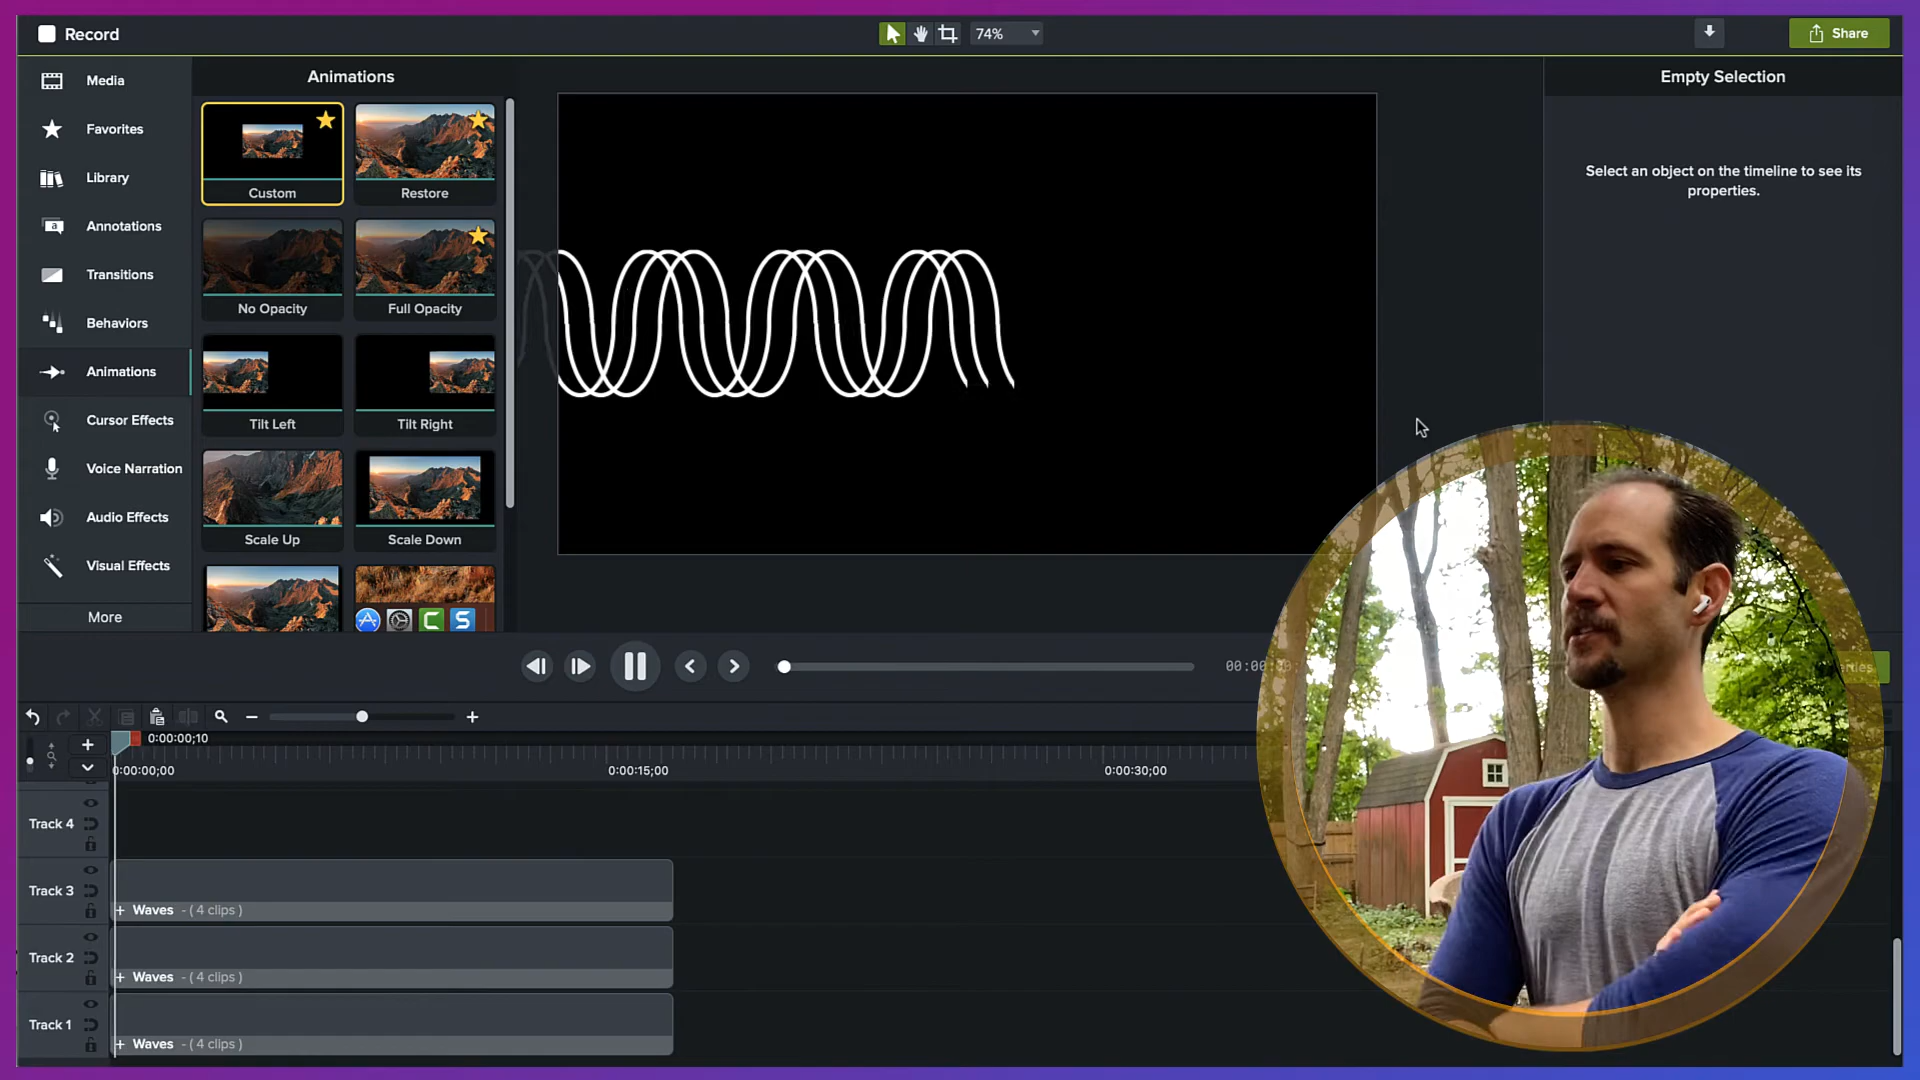 Record
74%
Share
Media
Favorites
Library
Annotations
Transitions
Behaviors
Animations
Cursor Effects
Voice Narration
Audio Effects
Visual Effects
More
Animations
Custom
Restore
No Opacity
Full Opacity
Tilt Left
Tilt Right
Scale Up
Scale Down
Empty Selection
Select an object on the timeline to see its
properties.
0:00:00;10
0:00:00;00
0:00:15;00
0:00:30;00
Track 4
Track 3
+ Waves - ( 4 clips )
Track 2
+ Waves - ( 4 clips )
Track 1
+ Waves - ( 4 clips )